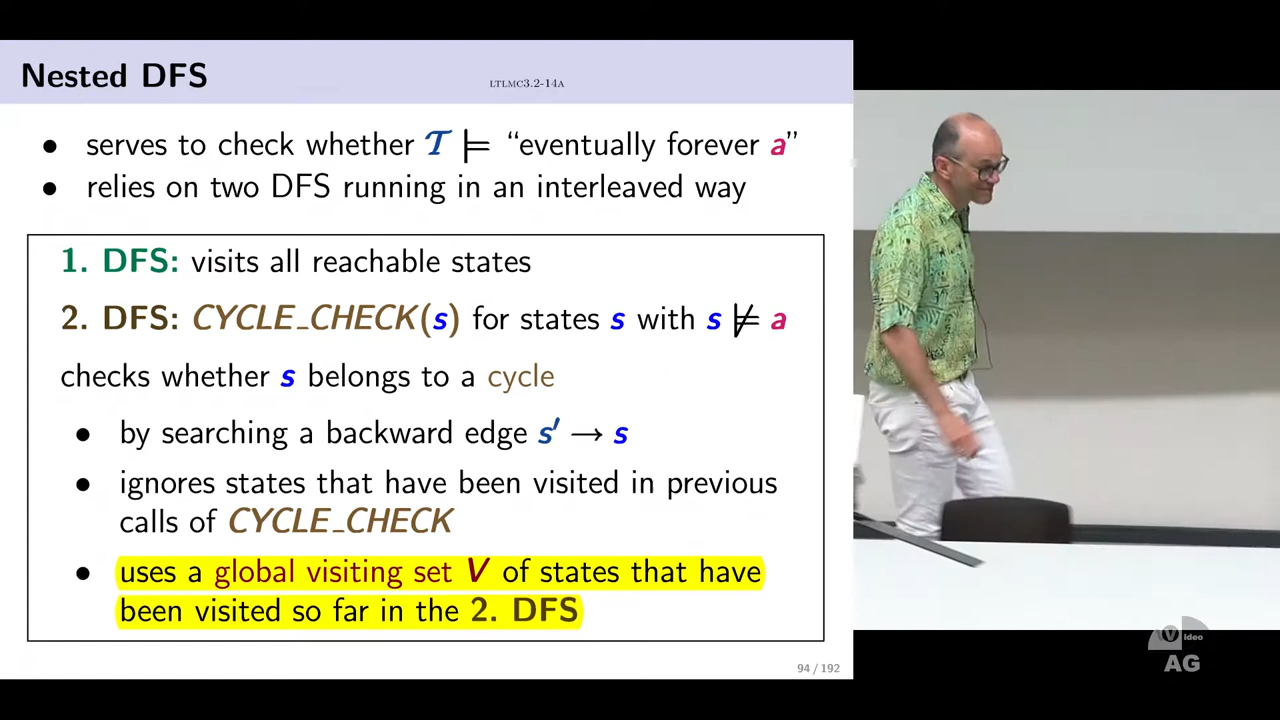 Nested DFS
LTLMC3.2-14A
• serves to check whether 𝒯 ⊨ “eventually forever a”
• relies on two DFS running in an interleaved way
1. DFS: visits all reachable states
2. DFS: CYCLE_CHECK(s) for states s with s ⊭ a
checks whether s belongs to a cycle
• by searching a backward edge s′ → s
• ignores states that have been visited in previous
calls of CYCLE_CHECK
• uses a global visiting set V of states that have
been visited so far in the 2. DFS
94 / 192
Video
AG